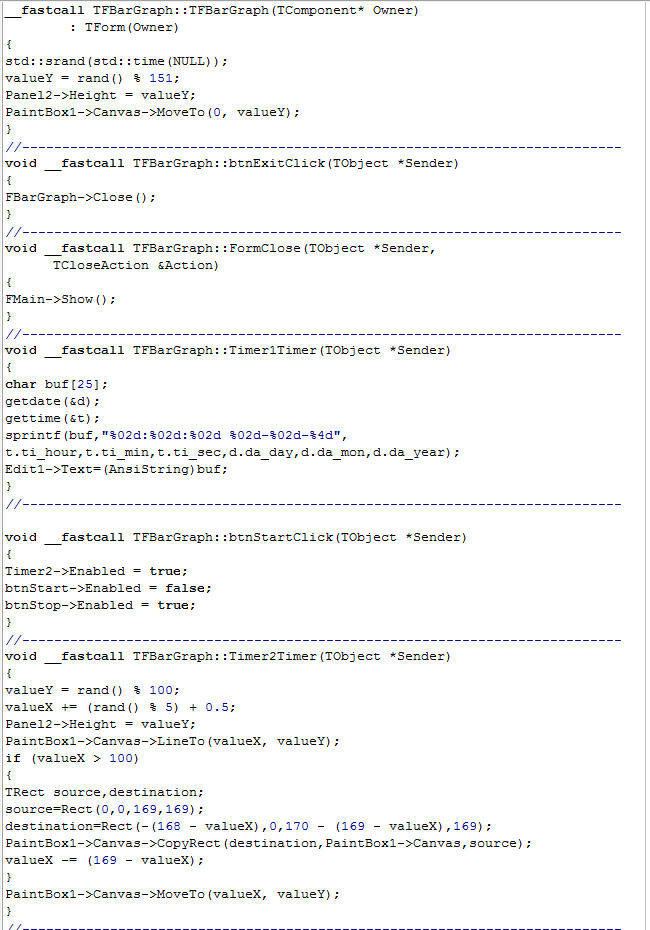 __fastcall TFBarGraph::TFBarGraph(TComponent* Owner)
        : TForm(Owner)
{
std::srand(std::time(NULL));
valueY = rand() % 151;
Panel2->Height = valueY;
PaintBox1->Canvas->MoveTo(0, valueY);
}
//---------------------------------------------------------------------------
void __fastcall TFBarGraph::btnExitClick(TObject *Sender)
{
FBarGraph->Close();
}
//---------------------------------------------------------------------------
void __fastcall TFBarGraph::FormClose(TObject *Sender,
      TCloseAction &Action)
{
FMain->Show();
}
//---------------------------------------------------------------------------
void __fastcall TFBarGraph::Timer1Timer(TObject *Sender)
{
char buf[25];
getdate(&d);
gettime(&t);
sprintf(buf,"%02d:%02d:%02d %02d-%02d-%4d",
t.ti_hour,t.ti_min,t.ti_sec,d.da_day,d.da_mon,d.da_year);
Edit1->Text=(AnsiString)buf;
}
//---------------------------------------------------------------------------
void __fastcall TFBarGraph::btnStartClick(TObject *Sender)
{
Timer2->Enabled = true;
btnStart->Enabled = false;
btnStop->Enabled = true;
}
//---------------------------------------------------------------------------
void __fastcall TFBarGraph::Timer2Timer(TObject *Sender)
{
valueY = rand() % 100;
valueX += (rand() % 5) + 0.5;
Panel2->Height = valueY;
PaintBox1->Canvas->LineTo(valueX, valueY);
if (valueX > 100)
{
TRect source,destination;
source=Rect(0,0,169,169);
destination=Rect(-(168 - valueX),0,170 - (169 - valueX),169);
PaintBox1->Canvas->CopyRect(destination,PaintBox1->Canvas,source);
valueX -= (169 - valueX);
}
PaintBox1->Canvas->MoveTo(valueX, valueY);
}
//---------------------------------------------------------------------------